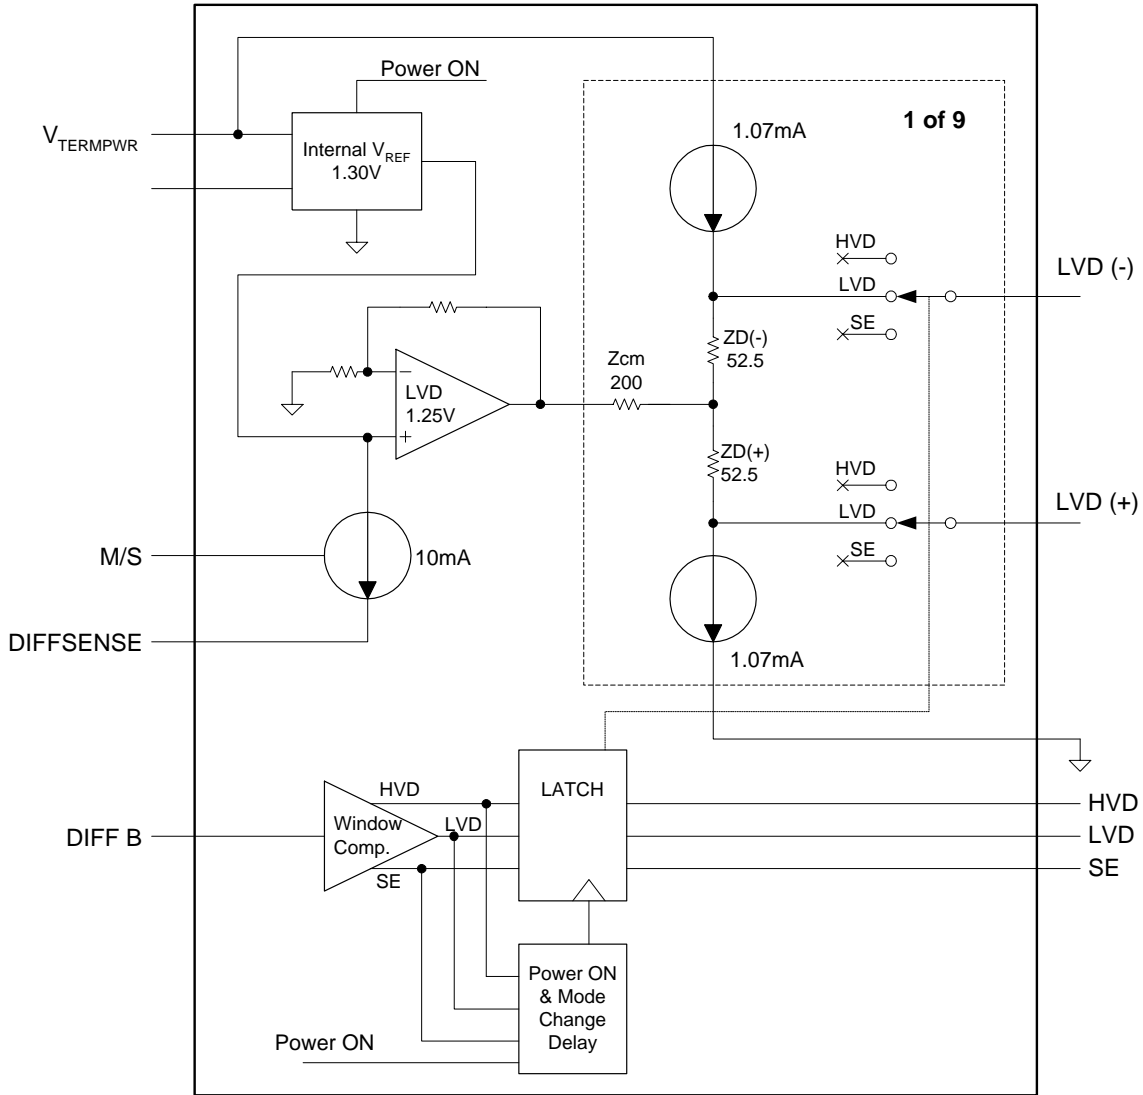 Power ON
1 of 9
1.07mA
V_TERMPWR
Internal V_REF
1.30V
HVD
LVD (-)
LVD
SE
ZD(-)
52.5
Zcm
200
LVD
1.25V
−
+
ZD(+)
52.5
HVD
LVD (+)
LVD
SE
M/S
10mA
DIFFSENSE
1.07mA
HVD
LATCH
HVD
DIFF B
Window
Comp.
LVD
LVD
SE
SE
Power ON
& Mode
Change
Delay
Power ON